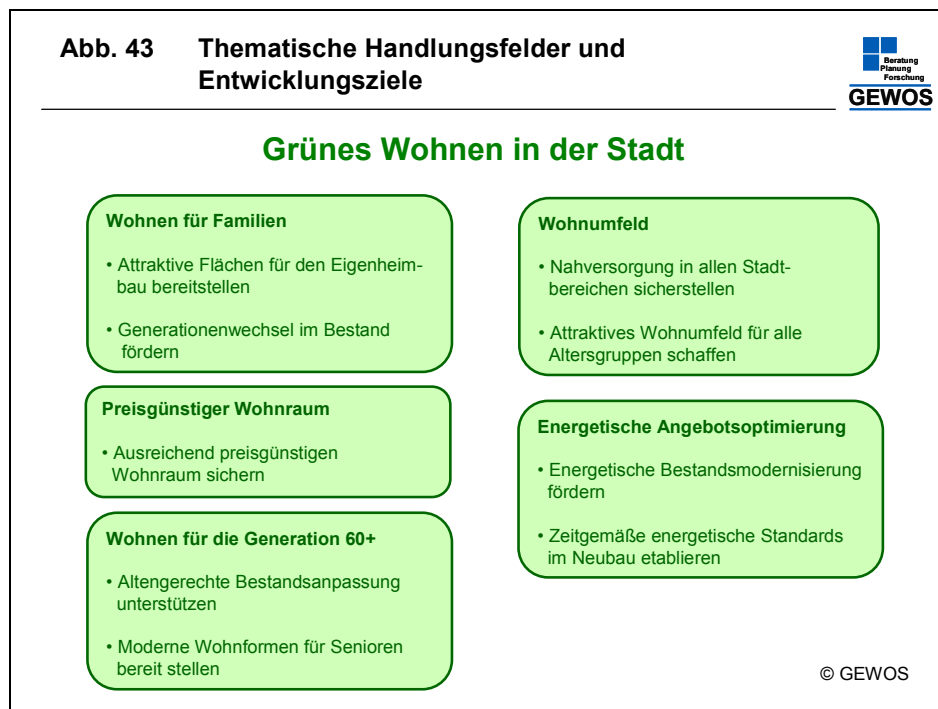 Abb. 43 Thematische Handlungsfelder und
Entwicklungsziele
Beratung
Planung
Forschung
GEWOS
Grünes Wohnen in der Stadt
Wohnen für Familien
• Attraktive Flächen für den Eigenheim-
bau bereitstellen
• Generationenwechsel im Bestand
fördern
Preisgünstiger Wohnraum
• Ausreichend preisgünstigen
Wohnraum sichern
Wohnen für die Generation 60+
• Altengerechte Bestandsanpassung
unterstützen
• Moderne Wohnformen für Senioren
bereit stellen
Wohnumfeld
• Nahversorgung in allen Stadt-
bereichen sicherstellen
• Attraktives Wohnumfeld für alle
Altersgruppen schaffen
Energetische Angebotsoptimierung
• Energetische Bestandsmodernisierung
fördern
• Zeitgemäße energetische Standards
im Neubau etablieren
© GEWOS